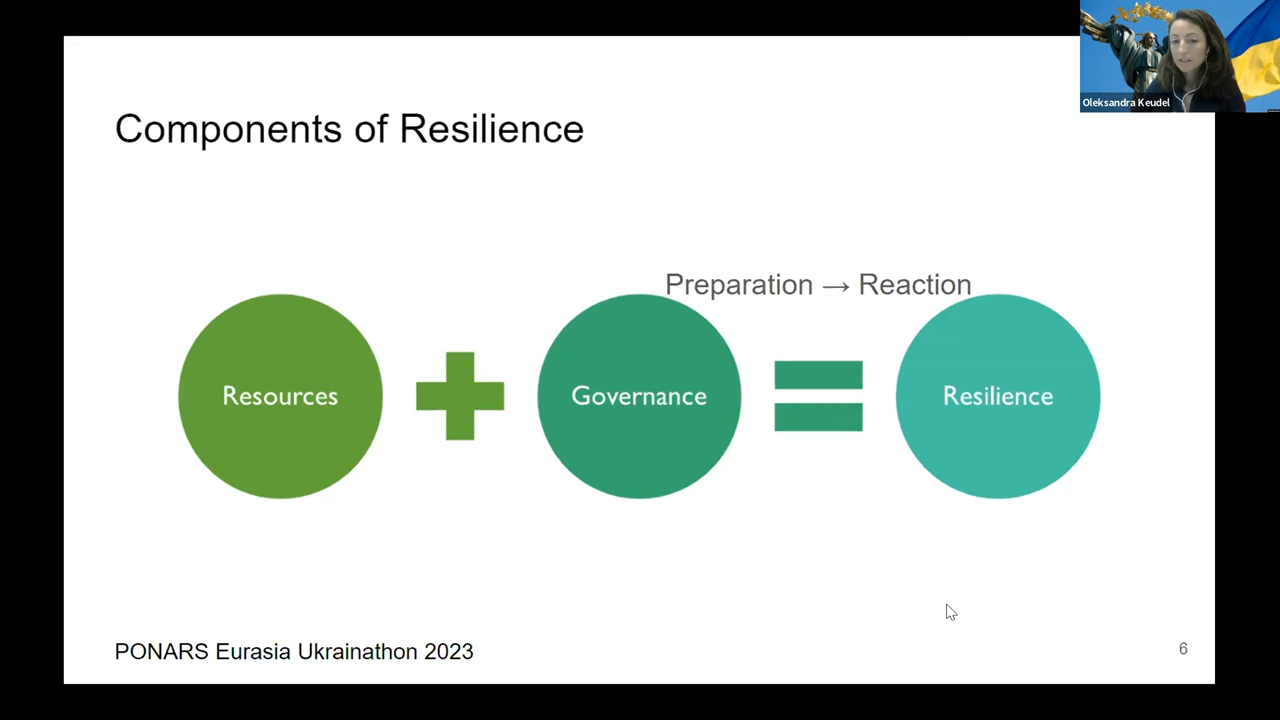 Oleksandra Keudel
Components of Resilience
Preparation → Reaction
Resources
Governance
Resilience
PONARS Eurasia Ukrainathon 2023
6